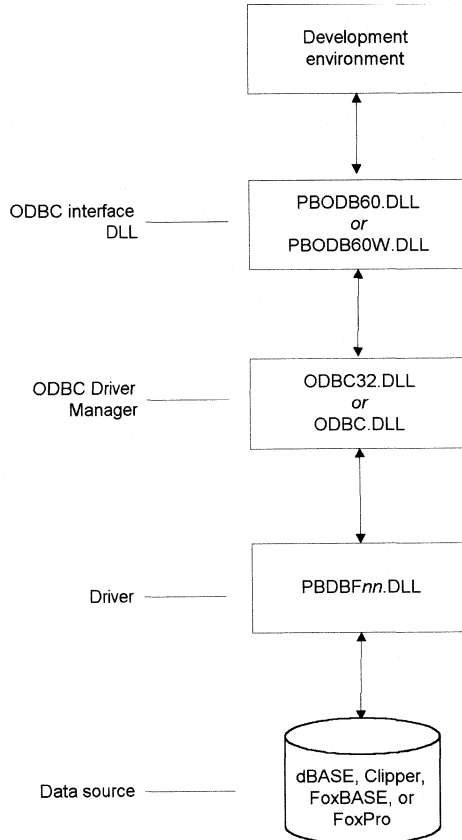 Development
environment
ODBC interface
DLL
PBODB60.DLL
or
PBODB60W.DLL
ODBC Driver
Manager
ODBC32.DLL
or
ODBC.DLL
Driver
PBDBFnn.DLL
Data source
dBASE, Clipper,
FoxBASE, or
FoxPro